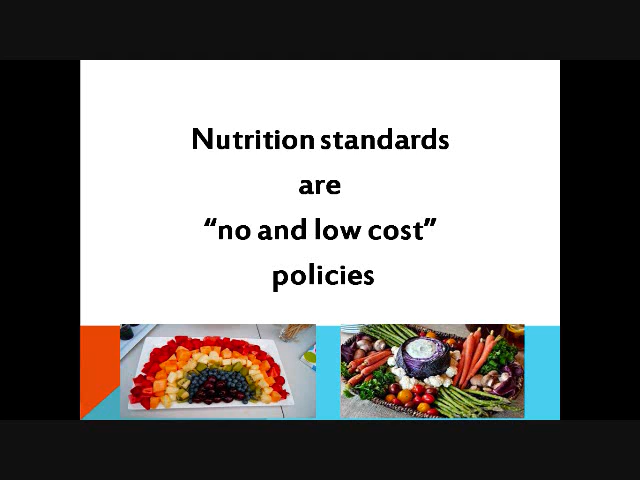 Nutrition standards
are
“no and low cost”
policies